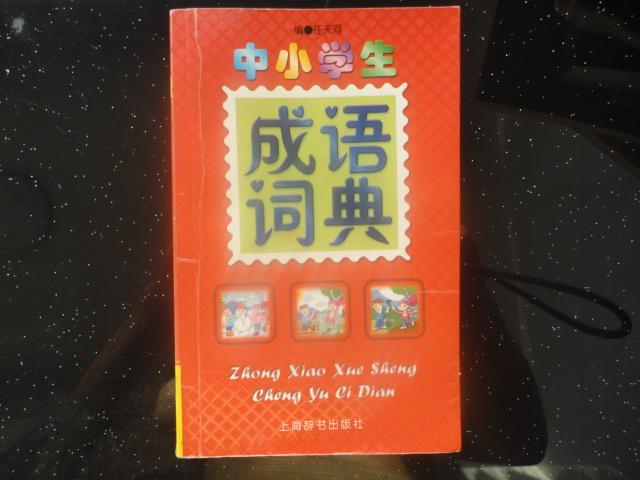 编●任天河
中小学生
成语
词典
Zhong Xiao Xue Sheng
Cheng Yu Ci Dian
上海辞书出版社